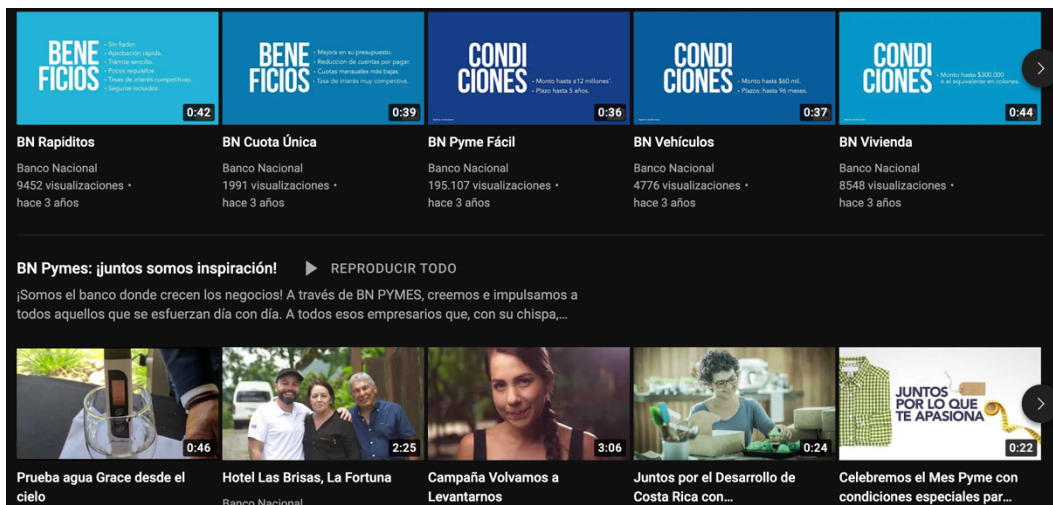 BENE
FICIOS
- Sin fiador.
- Aprobación rápida.
- Trámite sencillo.
- Pocos requisitos.
- Tasas de interés competitivas.
- Seguros incluidos.
0:42
BENE
FICIOS
- Mejora en su presupuesto.
- Reducción de cuentas por pagar.
- Cuotas mensuales más bajas.
- Tasa de interés muy competitiva.
0:39
CONDI
CIONES
- Monto hasta ¢12 millones*.
- Plazo hasta 5 años.
0:36
CONDI
CIONES
- Monto hasta $60 mil.
- Plazos: hasta 96 meses.
0:37
CONDI
CIONES
- Monto hasta $300.000
o el equivalente en colones.
0:44
BN Rapiditos
Banco Nacional
9452 visualizaciones •
hace 3 años
BN Cuota Única
Banco Nacional
1991 visualizaciones •
hace 3 años
BN Pyme Fácil
Banco Nacional
195.107 visualizaciones •
hace 3 años
BN Vehículos
Banco Nacional
4776 visualizaciones •
hace 3 años
BN Vivienda
Banco Nacional
8548 visualizaciones •
hace 3 años
BN Pymes: ¡juntos somos inspiración!
REPRODUCIR TODO
¡Somos el banco donde crecen los negocios! A través de BN PYMES, creemos e impulsamos a
todos aquellos que se esfuerzan día con día. A todos esos empresarios que, con su chispa,...
0:46
2:25
3:06
0:24
JUNTOS
POR LO QUE
TE APASIONA
0:22
Prueba agua Grace desde el
cielo
Hotel Las Brisas, La Fortuna
Banco Nacional
Campaña Volvamos a
Levantarnos
Juntos por el Desarrollo de
Costa Rica con...
Celebremos el Mes Pyme con
condiciones especiales par...